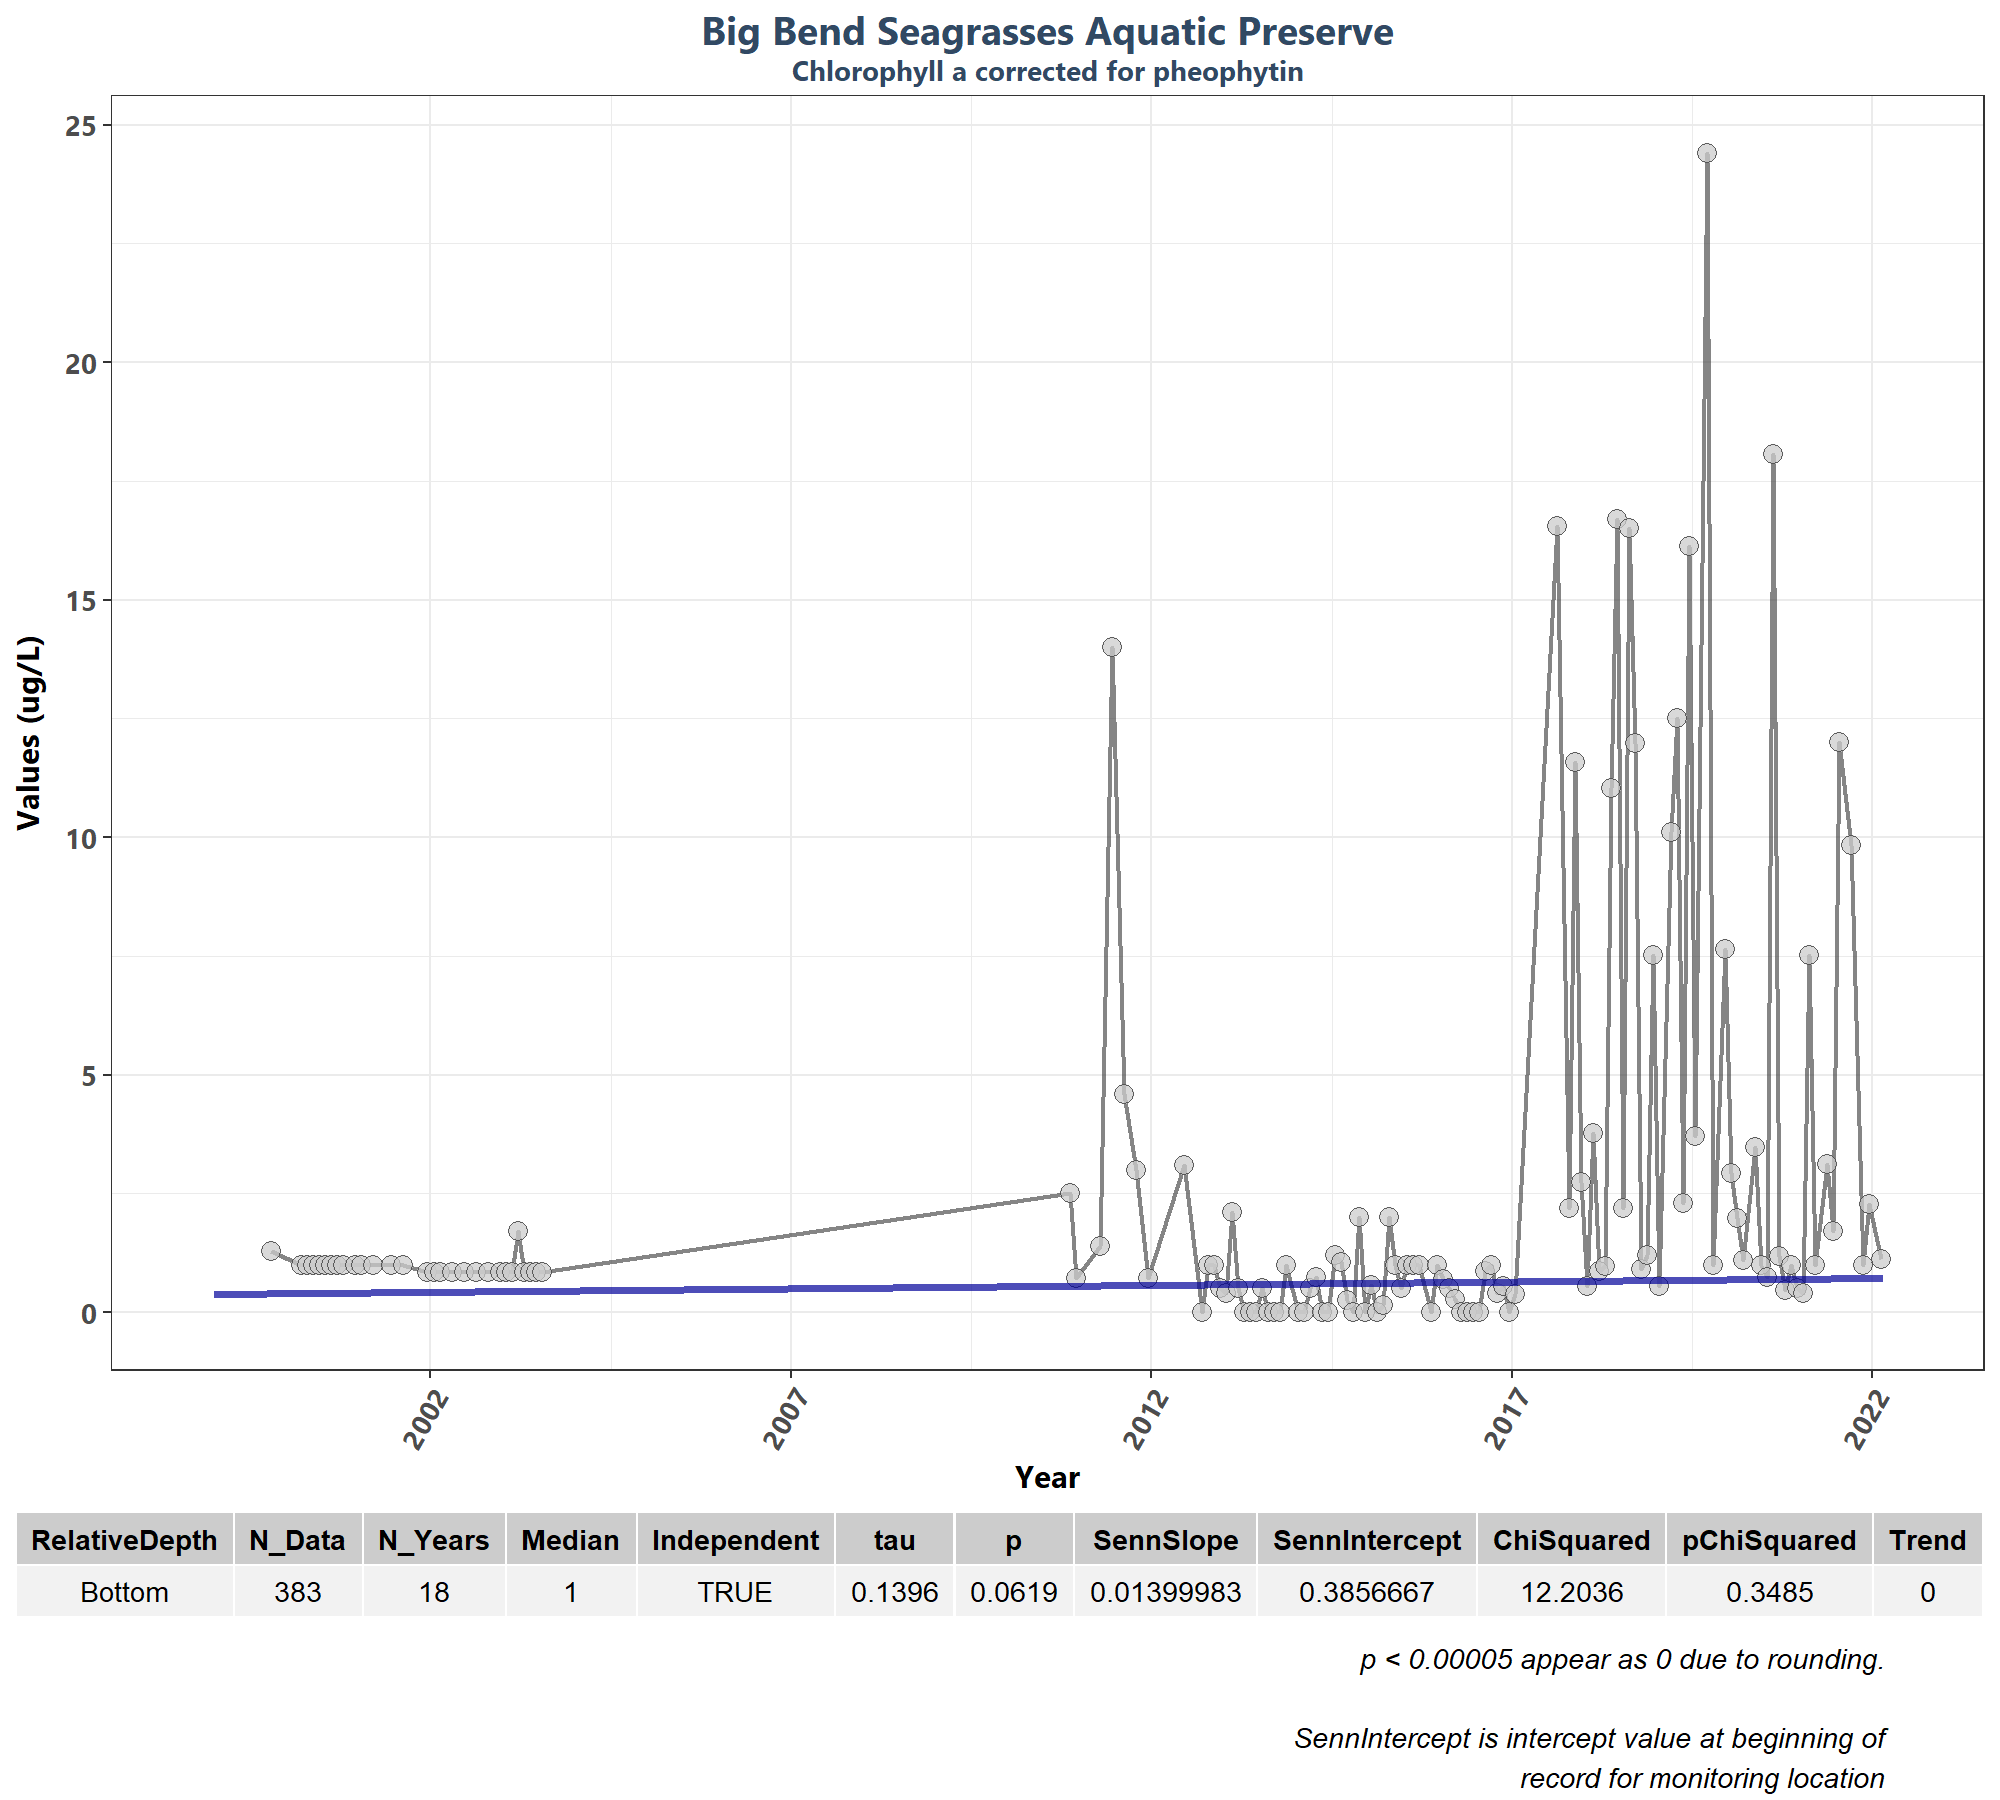 Big Bend Seagrasses Aquatic Preserve
Chlorophyll a corrected for pheophytin
25
20
15
10
5
0
Values (ug/L)
2002
2007
2012
2017
2022
Year
RelativeDepth N_Data N_Years Median Independent tau p SennSlope SennIntercept ChiSquared pChiSquared Trend
Bottom 383 18 1 TRUE 0.1396 0.0619 0.01399983 0.3856667 12.2036 0.3485 0
p < 0.00005 appear as 0 due to rounding.
SennIntercept is intercept value at beginning of
record for monitoring location